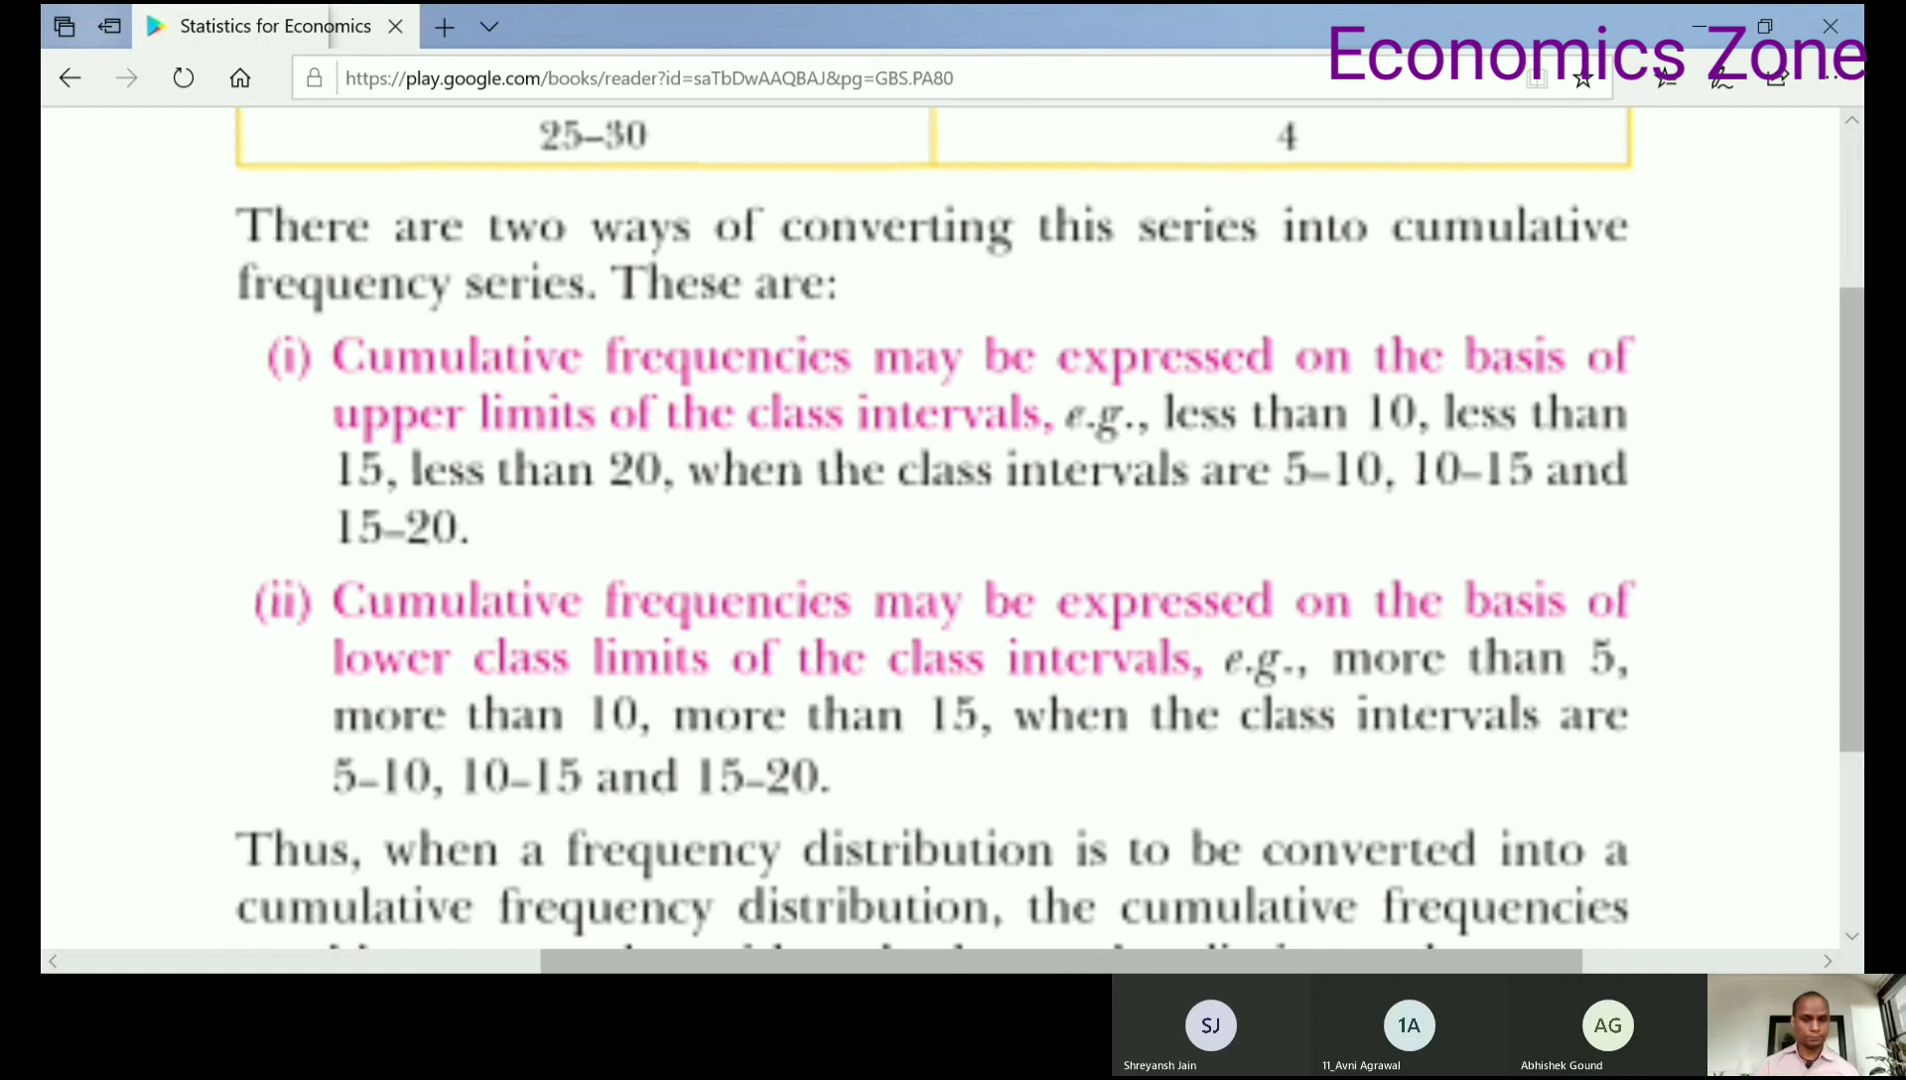 Statistics for Economics
Economics Zone
https://play.google.com/books/reader?id=saTbDwAAQBAJ&pg=GBS.PA80
25–30 4
There are two ways of converting this series into cumulative
frequency series. These are:
(i) Cumulative frequencies may be expressed on the basis of
upper limits of the class intervals, e.g., less than 10, less than
15, less than 20, when the class intervals are 5–10, 10–15 and
15–20.
(ii) Cumulative frequencies may be expressed on the basis of
lower class limits of the class intervals, e.g., more than 5,
more than 10, more than 15, when the class intervals are
5–10, 10–15 and 15–20.
Thus, when a frequency distribution is to be converted into a
cumulative frequency distribution, the cumulative frequencies
SJ 1A AG
Shreyansh Jain 11_Avni Agrawal Abhishek Gound